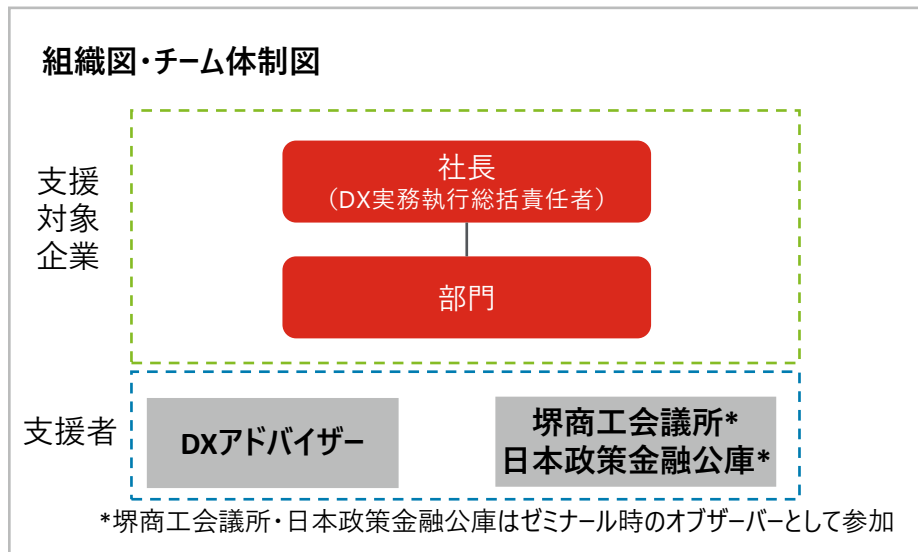 組織図・チーム体制図
支援
対象
企業
社長
（DX実務執行総括責任者）
部門
支援者
DXアドバイザー
堺商工会議所*
日本政策金融公庫*
*堺商工会議所・日本政策金融公庫はゼミナール時のオブザーバーとして参加